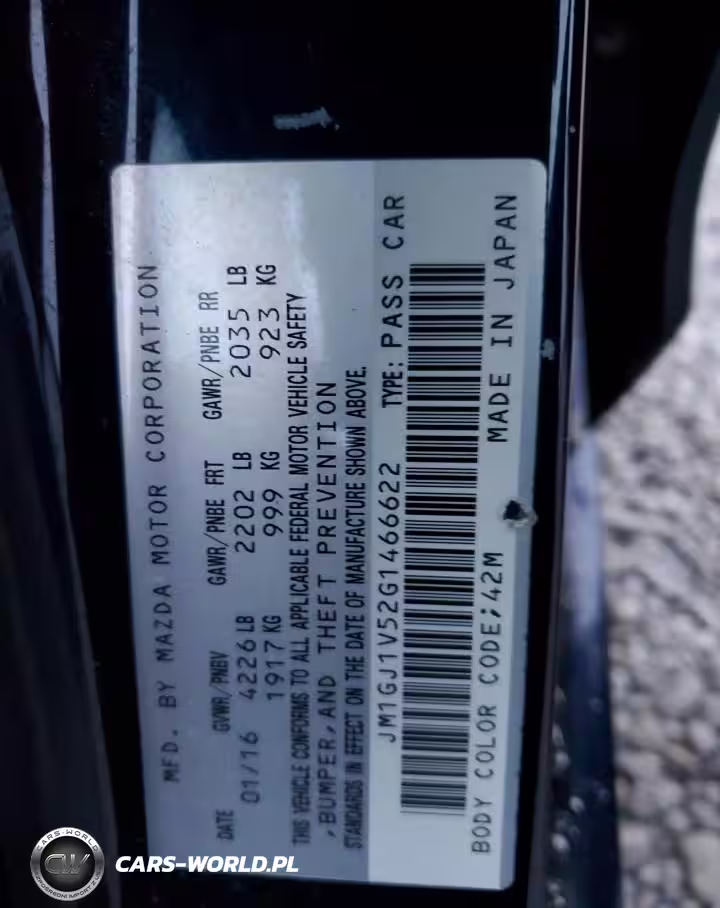 MFD. BY MAZDA MOTOR CORPORATION
DATE GVWR/PNBV GAWR/PNBE FRT GAWR/PNBE RR
01/16 4226 LB 2202 LB 2035 LB
1917 KG 999 KG 923 KG
THIS VEHICLE CONFORMS TO ALL APPLICABLE FEDERAL MOTOR VEHICLE SAFETY
,BUMPER,AND THEFT PREVENTION
STANDARDS IN EFFECT ON THE DATE OF MANUFACTURE SHOWN ABOVE.
JM1GJ1V52G1466622 TYPE: PASS CAR
BODY COLOR CODE;42M MADE IN JAPAN
CARS-WORLD
CW
CARS-WORLD.PL